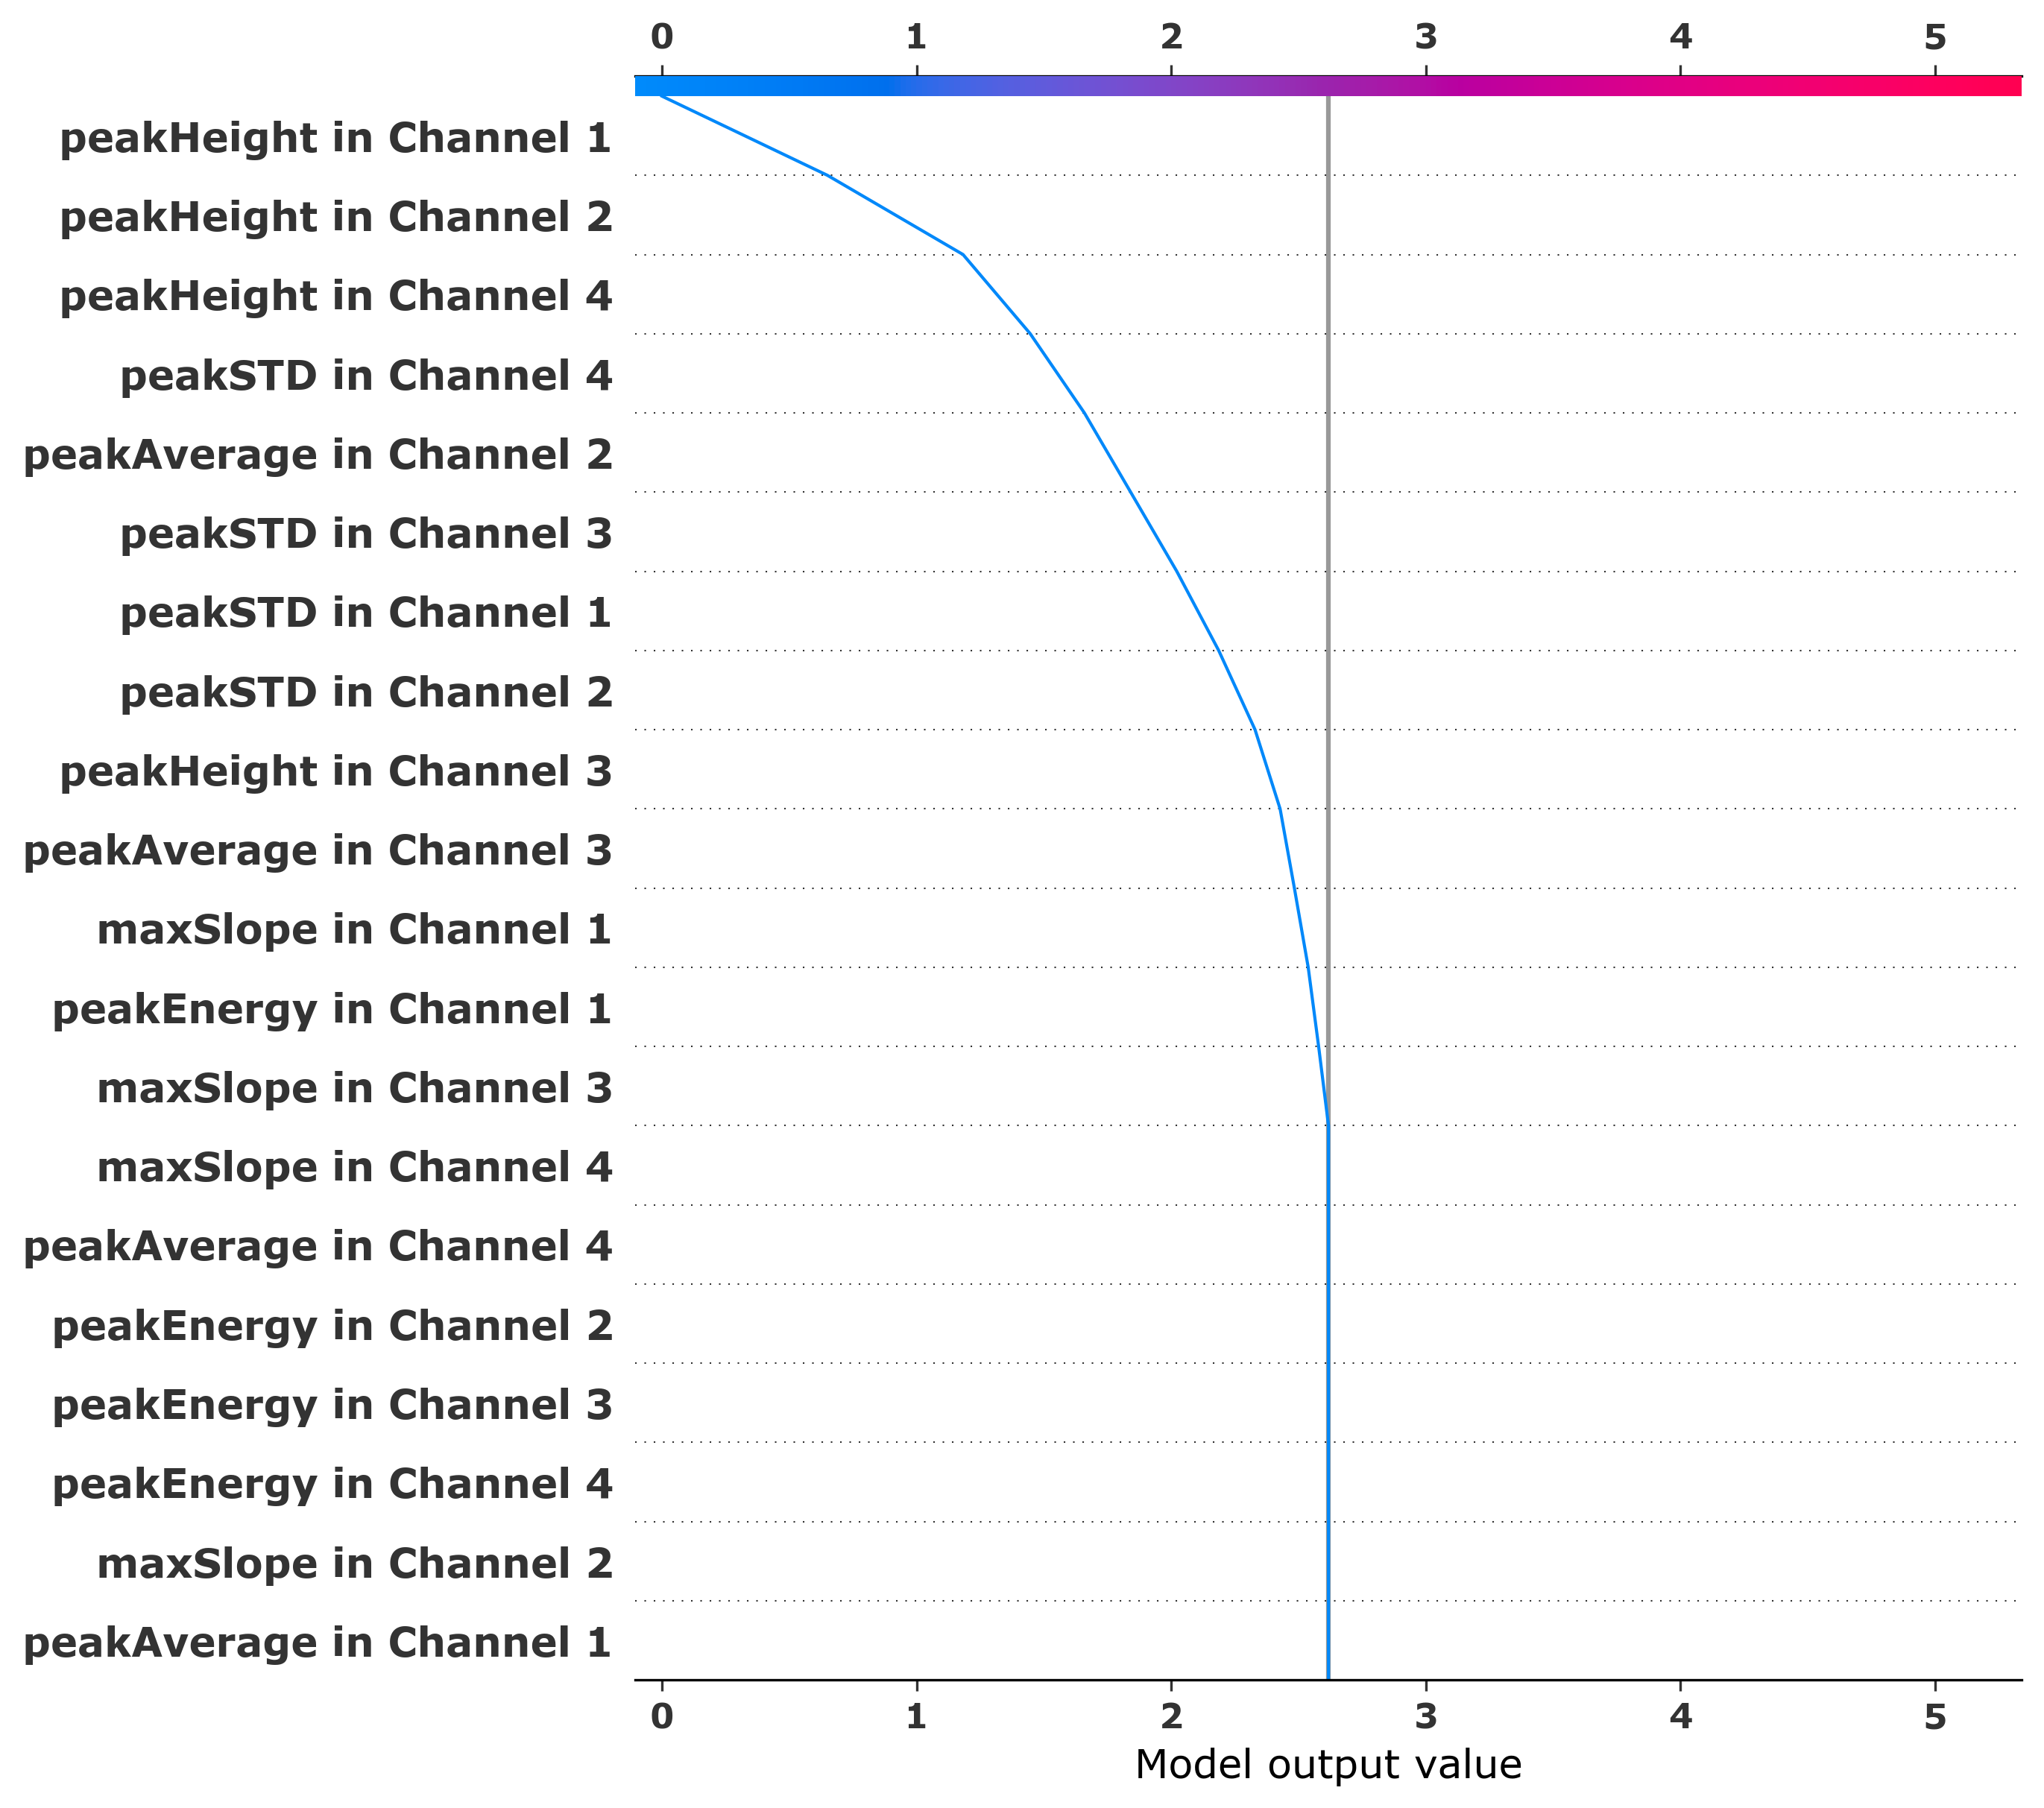 0 1 2 3 4 5
peakHeight in Channel 1
peakHeight in Channel 2
peakHeight in Channel 4
peakSTD in Channel 4
peakAverage in Channel 2
peakSTD in Channel 3
peakSTD in Channel 1
peakSTD in Channel 2
peakHeight in Channel 3
peakAverage in Channel 3
maxSlope in Channel 1
peakEnergy in Channel 1
maxSlope in Channel 3
maxSlope in Channel 4
peakAverage in Channel 4
peakEnergy in Channel 2
peakEnergy in Channel 3
peakEnergy in Channel 4
maxSlope in Channel 2
peakAverage in Channel 1
0 1 2 3 4 5
Model output value